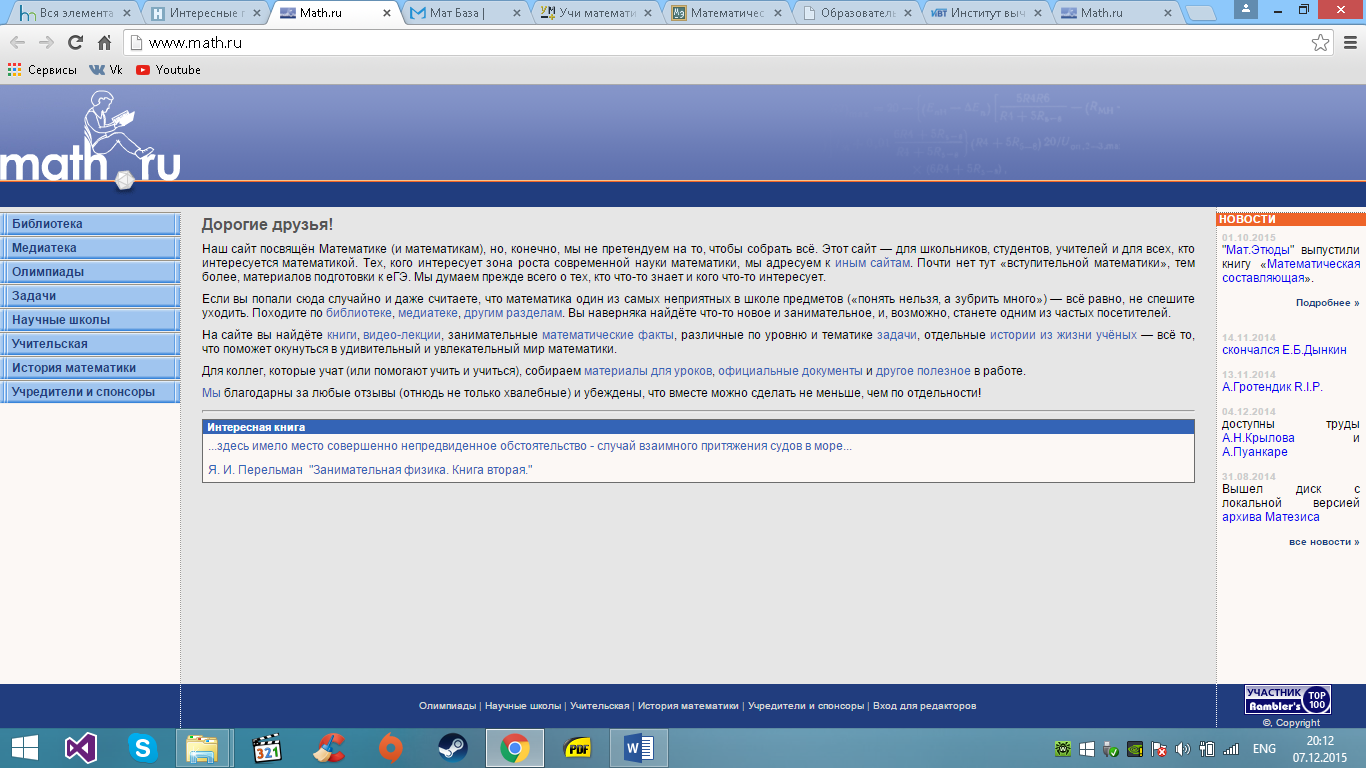 Вся элемента
Интересные п
Math.ru
Мат База |
Учи математи
Математичес
Образователь
Институт выч
Math.ru
www.math.ru
Сервисы
Vk
Youtube
math.ru
Библиотека
Медиатека
Олимпиады
Задачи
Научные школы
Учительская
История математики
Учредители и спонсоры
Дорогие друзья!
Наш сайт посвящён Математике (и математикам), но, конечно, мы не претендуем на то, чтобы собрать всё. Этот сайт — для школьников, студентов, учителей и для всех, кто
интересуется математикой. Тех, кого интересует зона роста современной науки математики, мы адресуем к иным сайтам. Почти нет тут «вступительной математики», тем
более, материалов подготовки к еГЭ. Мы думаем прежде всего о тех, кто что-то знает и кого что-то интересует.
Если вы попали сюда случайно и даже считаете, что математика один из самых неприятных в школе предметов («понять нельзя, а зубрить много») — всё равно, не спешите
уходить. Походите по библиотеке, медиатеке, другим разделам. Вы наверняка найдёте что-то новое и занимательное, и, возможно, станете одним из частых посетителей.
На сайте вы найдёте книги, видео-лекции, занимательные математические факты, различные по уровню и тематике задачи, отдельные истории из жизни учёных — всё то,
что поможет окунуться в удивительный и увлекательный мир математики.
Для коллег, которые учат (или помогают учить и учиться), собираем материалы для уроков, официальные документы и другое полезное в работе.
Мы благодарны за любые отзывы (отнюдь не только хвалебные) и убеждены, что вместе можно сделать не меньше, чем по отдельности!
Интересная книга
...здесь имело место совершенно непредвиденное обстоятельство - случай взаимного притяжения судов в море...
Я. И. Перельман "Занимательная физика. Книга вторая."
НОВОСТИ
01.10.2015
"Мат.Этюды" выпустили
книгу «Математическая
составляющая».
Подробнее »
14.11.2014
скончался Е.Б.Дынкин
13.11.2014
А.Гротендик R.I.P.
04.12.2014
доступны труды
А.Н.Крылова и
А.Пуанкаре
31.08.2014
Вышел диск с
локальной версией
архива Матезиса
все новости »
Олимпиады | Научные школы | Учительская | История математики | Учредители и спонсоры | Вход для редакторов
УЧАСТНИК
Rambler's
TOP
100
©, Copyright
321
PDF
ENG
20:12
07.12.2015